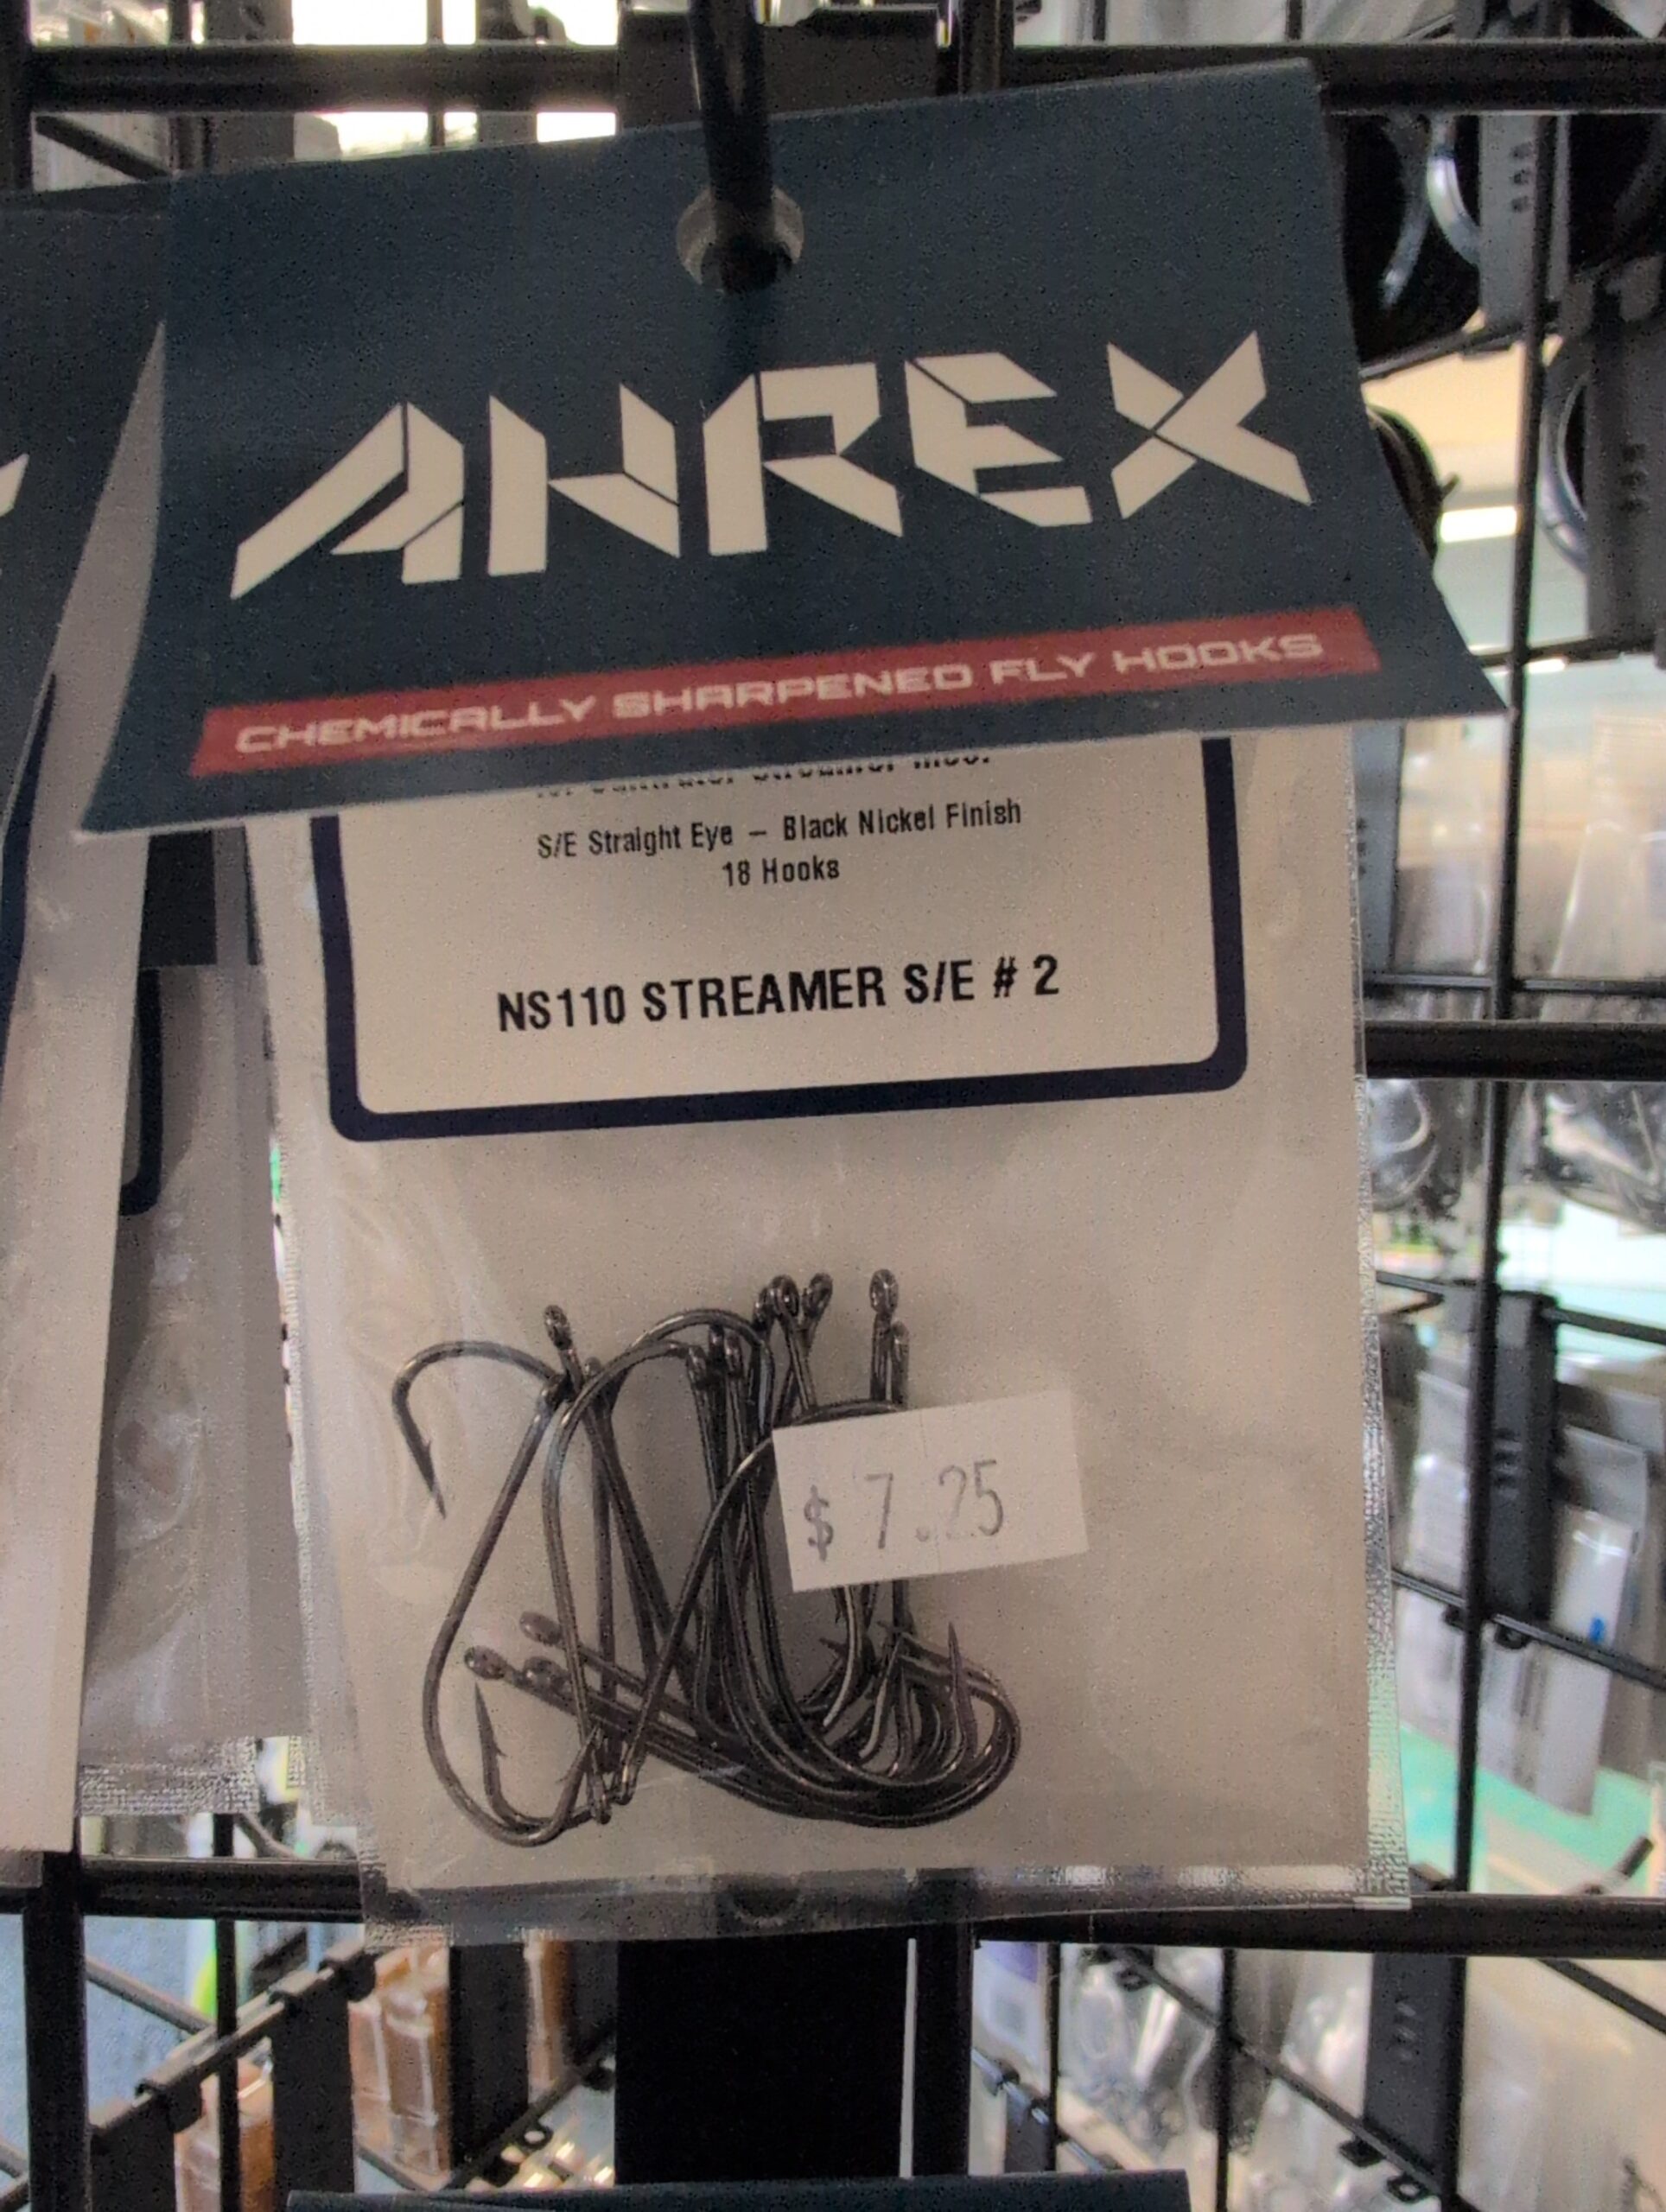 AHREX
CHEMICALLY SHARPENED FLY HOOKS
S/E Straight Eye – Black Nickel Finish
18 Hooks
NS110 STREAMER S/E # 2
$ 7.25